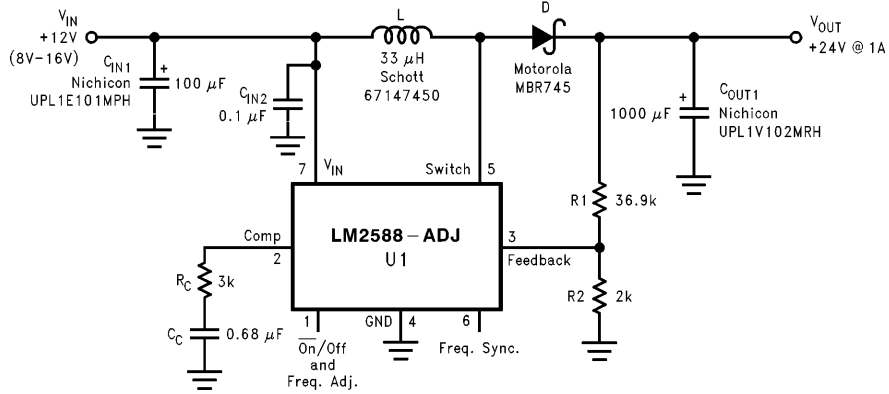 V_IN
+12V
(8V–16V)
C_IN1
Nichicon
UPL1E101MPH
+
100 μF
C_IN2
0.1 μF
L
33 μH
Schott
67147450
D
Motorola
MBR745
V_OUT
+24V @ 1A
+
1000 μF
C_OUT1
Nichicon
UPL1V102MRH
7
V_IN
Switch
5
R1
36.9k
LM2588–ADJ
U1
Comp
2
3
Feedback
R_C
3k
C_C
0.68 μF
R2
2k
1
GND
4
6
O̅n̅/Off
and
Freq. Adj.
Freq. Sync.